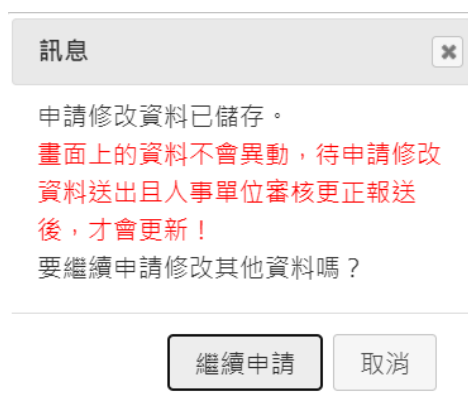 訊息
申請修改資料已儲存。
畫面上的資料不會異動，待申請修改
資料送出且人事單位審核更正報送
後，才會更新！
要繼續申請修改其他資料嗎？
繼續申請
取消